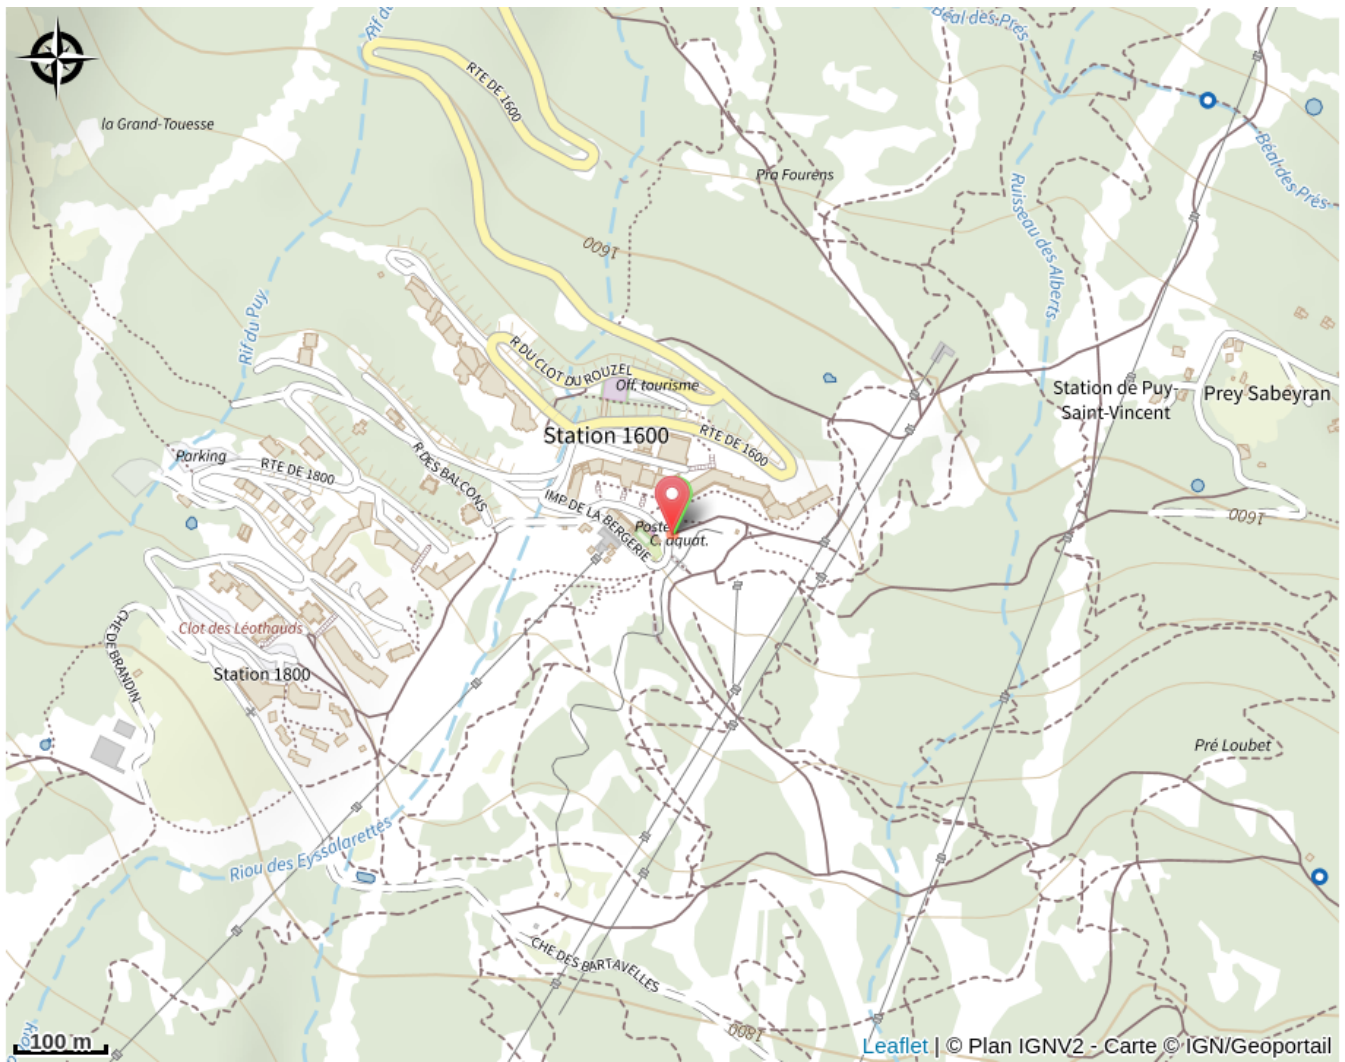 Béal des Prés
Rif du
RTE DE 1600
la Grand-Touesse
Béal des Prés
Pra Fourens
Ruisseau des Alberts
1600
Rif du Puy
R DU CLOT DU ROUZEL
Off. tourisme
Station de Puy-
Saint-Vincent
Prey Sabeyran
Station 1600
RTE DE 1600
Parking
RTE DE 1800
R DES BALCONS
IMP DE LA BERGERIE
Poste
C. aquat.
1600
CHE DE BRANDIN
Clot des Léothauds
Station 1800
Pré Loubet
Riou des Eyssalarettes
CHE DES BARTAVELLES
1800
100 m
Leaflet | © Plan IGNV2 - Carte © IGN/Geoportail